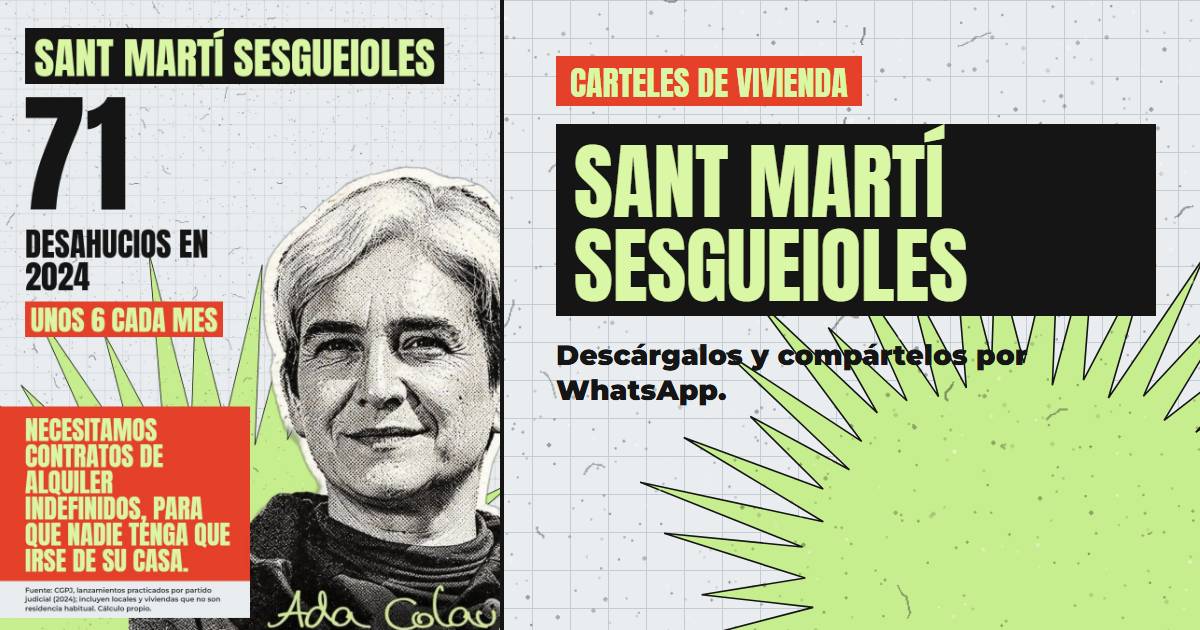 SANT MARTÍ SESGUEIOLES
71
DESAHUCIOS EN
2024
UNOS 6 CADA MES
NECESITAMOS
CONTRATOS DE
ALQUILER
INDEFINIDOS, PARA
QUE NADIE TENGA QUE
IRSE DE SU CASA.
Fuente: CGPJ, lanzamientos practicados por partido
judicial (2024); incluyen locales y viviendas que no son
residencia habitual. Cálculo propio.
Ada Colau
CARTELES DE VIVIENDA
SANT MARTÍ
SESGUEIOLES
Descárgalos y compártelos por
WhatsApp.